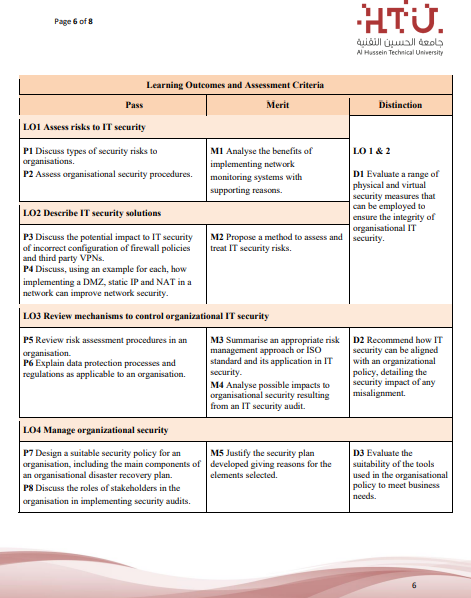 Page 6 of 8
HTU.
جامعة الحسين التقنية
Al Hussein Technical University
Learning Outcomes and Assessment Criteria
Pass
Merit
Distinction
LO1 Assess risks to IT security
P1 Discuss types of security risks to
organisations.
P2 Assess organisational security procedures.
M1 Analyse the benefits of
implementing network
monitoring systems with
supporting reasons.
LO 1 & 2
D1 Evaluate a range of
physical and virtual
security measures that
can be employed to
ensure the integrity of
organisational IT
security.
LO2 Describe IT security solutions
P3 Discuss the potential impact to IT security
of incorrect configuration of firewall policies
and third party VPNs.
P4 Discuss, using an example for each, how
implementing a DMZ, static IP and NAT in a
network can improve network security.
M2 Propose a method to assess and
treat IT security risks.
LO3 Review mechanisms to control organizational IT security
P5 Review risk assessment procedures in an
organisation.
P6 Explain data protection processes and
regulations as applicable to an organisation.
M3 Summarise an appropriate risk
management approach or ISO
standard and its application in IT
security.
M4 Analyse possible impacts to
organisational security resulting
from an IT security audit.
D2 Recommend how IT
security can be aligned
with an organizational
policy, detailing the
security impact of any
misalignment.
LO4 Manage organizational security
P7 Design a suitable security policy for an
organisation, including the main components of
an organisational disaster recovery plan.
P8 Discuss the roles of stakeholders in the
organisation in implementing security audits.
M5 Justify the security plan
developed giving reasons for the
elements selected.
D3 Evaluate the
suitability of the tools
used in the organisational
policy to meet business
needs.
6